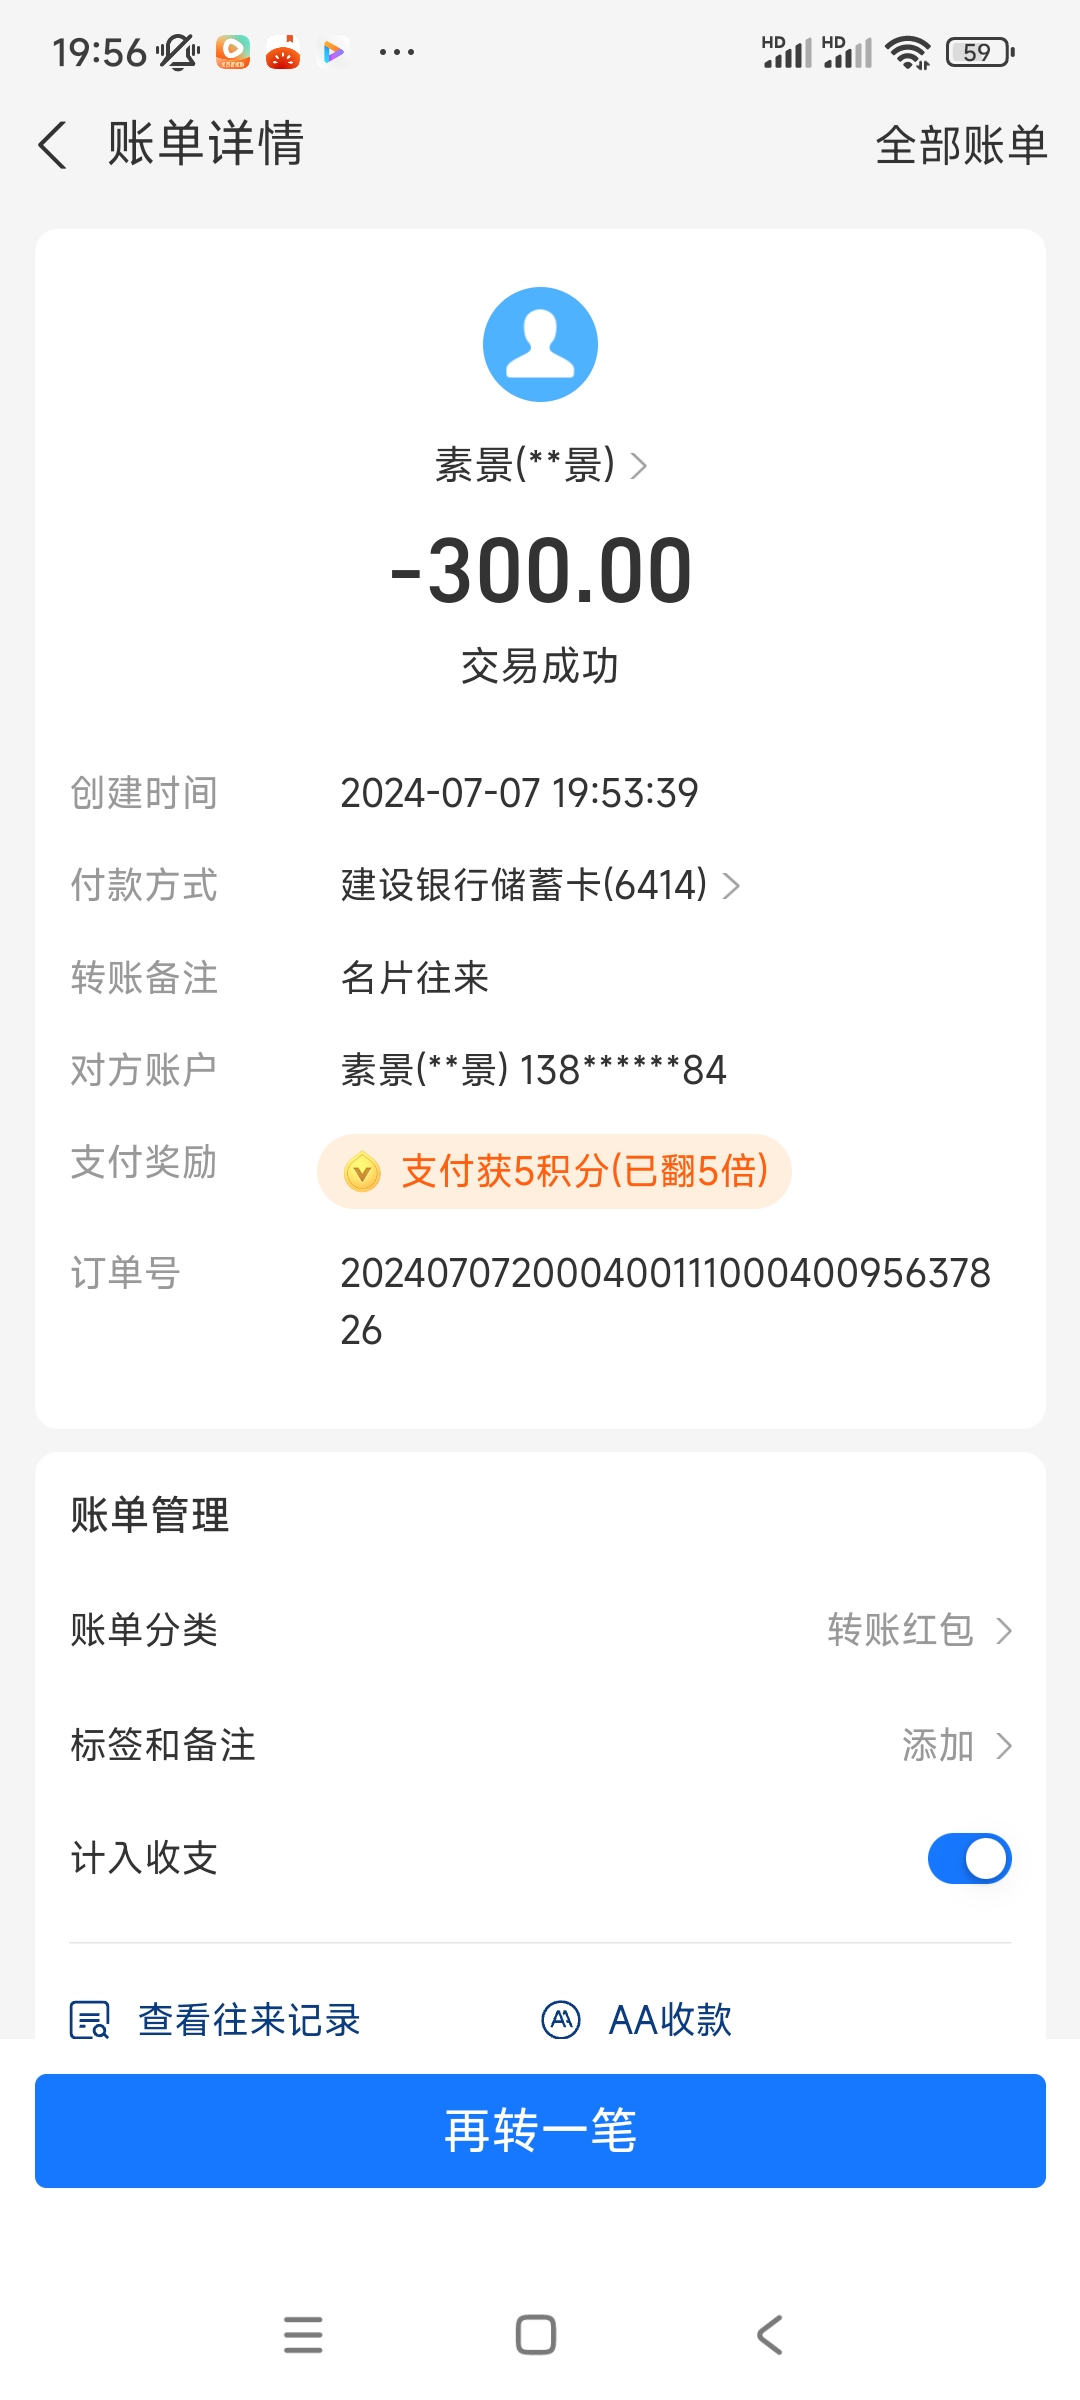 19:56
HD
HD
59
账单详情
全部账单
素景(**景)
-300.00
交易成功
创建时间
2024-07-07 19:53:39
付款方式
建设银行储蓄卡(6414)
转账备注
名片往来
对方账户
素景(**景) 138******84
支付奖励
支付获5积分(已翻5倍)
订单号
202407072000400111000400956378
26
账单管理
账单分类
转账红包
标签和备注
添加
计入收支
查看往来记录
AA收款
再转一笔